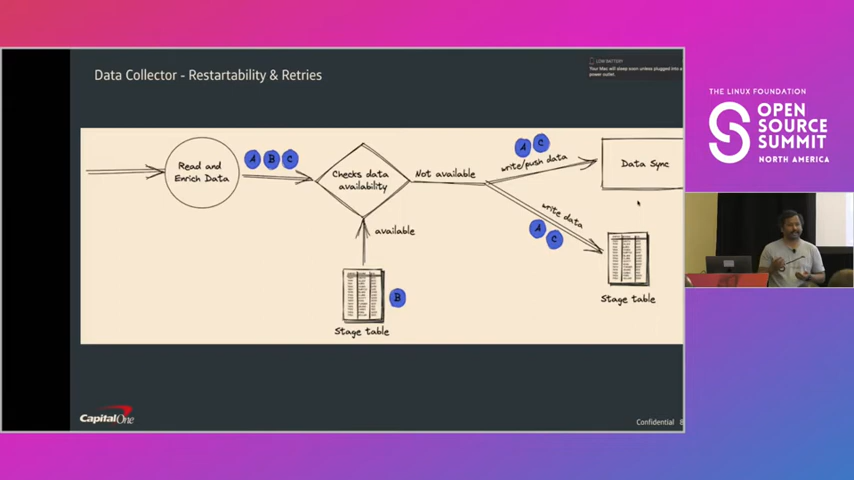 Data Collector - Restartability & Retries
LOW BATTERY
Your Mac will sleep soon unless plugged into a
power outlet.
THE LINUX FOUNDATION
OPEN
SOURCE
SUMMIT
NORTH AMERICA
Read and
Enrich Data
A B C
Checks data
availability
Not available
A C
write/push data
Data Sync
write data
A C
available
B
Stage table
Stage table
CapitalOne
Confidential 8